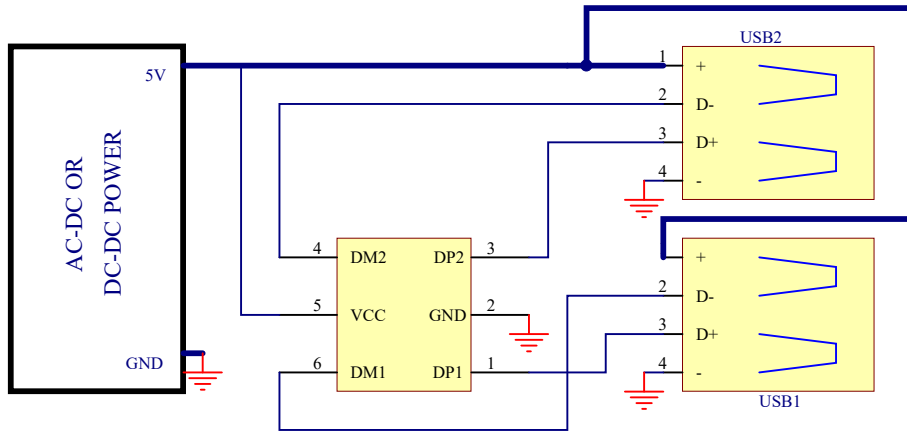 5V
AC-DC OR
DC-DC POWER
GND
USB2
1 +
2 D-
3 D+
4 -
4 DM2 DP2 3
5 VCC GND 2
6 DM1 DP1 1
+
2 D-
3 D+
4 -
USB1